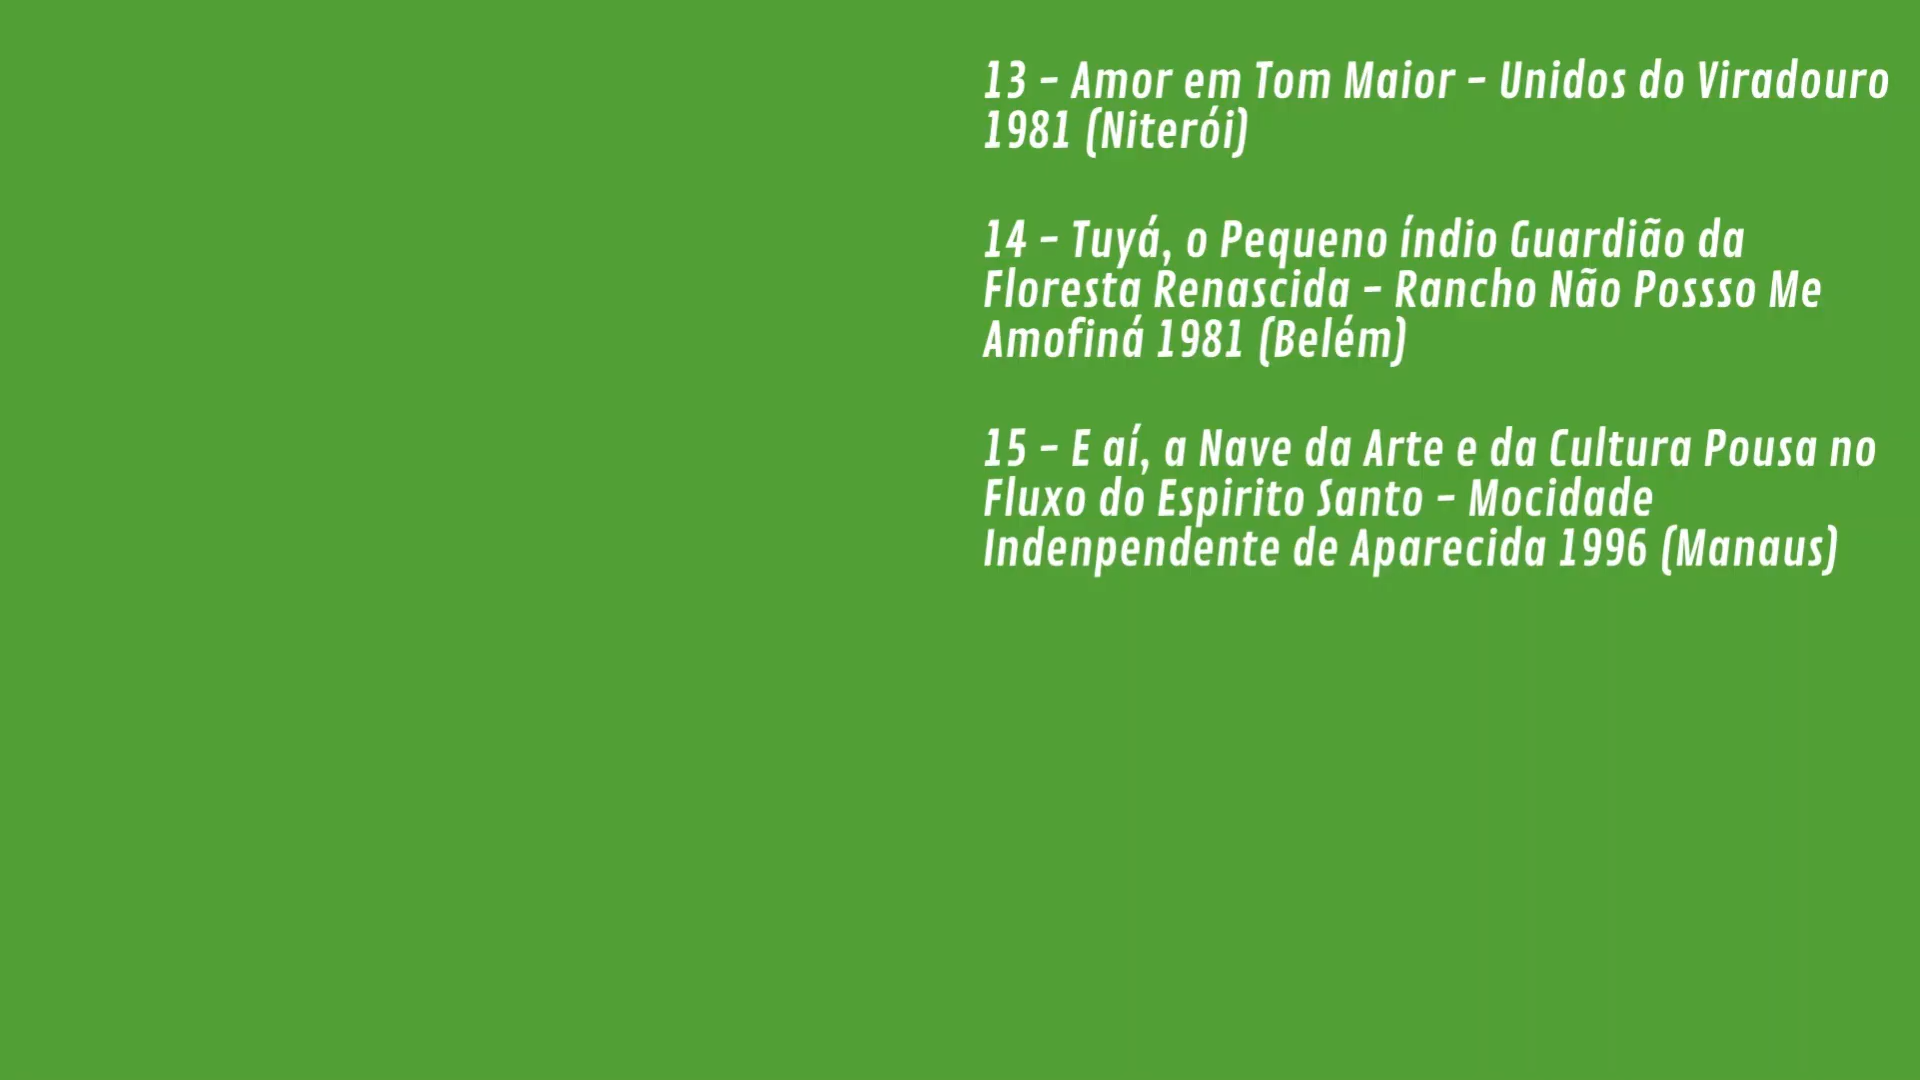 13 - Amor em Tom Maior - Unidos do Viradouro
1981 (Niterói)
14 - Tuyá, o Pequeno índio Guardião da
Floresta Renascida - Rancho Não Possso Me
Amofiná 1981 (Belém)
15 - E aí, a Nave da Arte e da Cultura Pousa no
Fluxo do Espirito Santo - Mocidade
Indenpendente de Aparecida 1996 (Manaus)